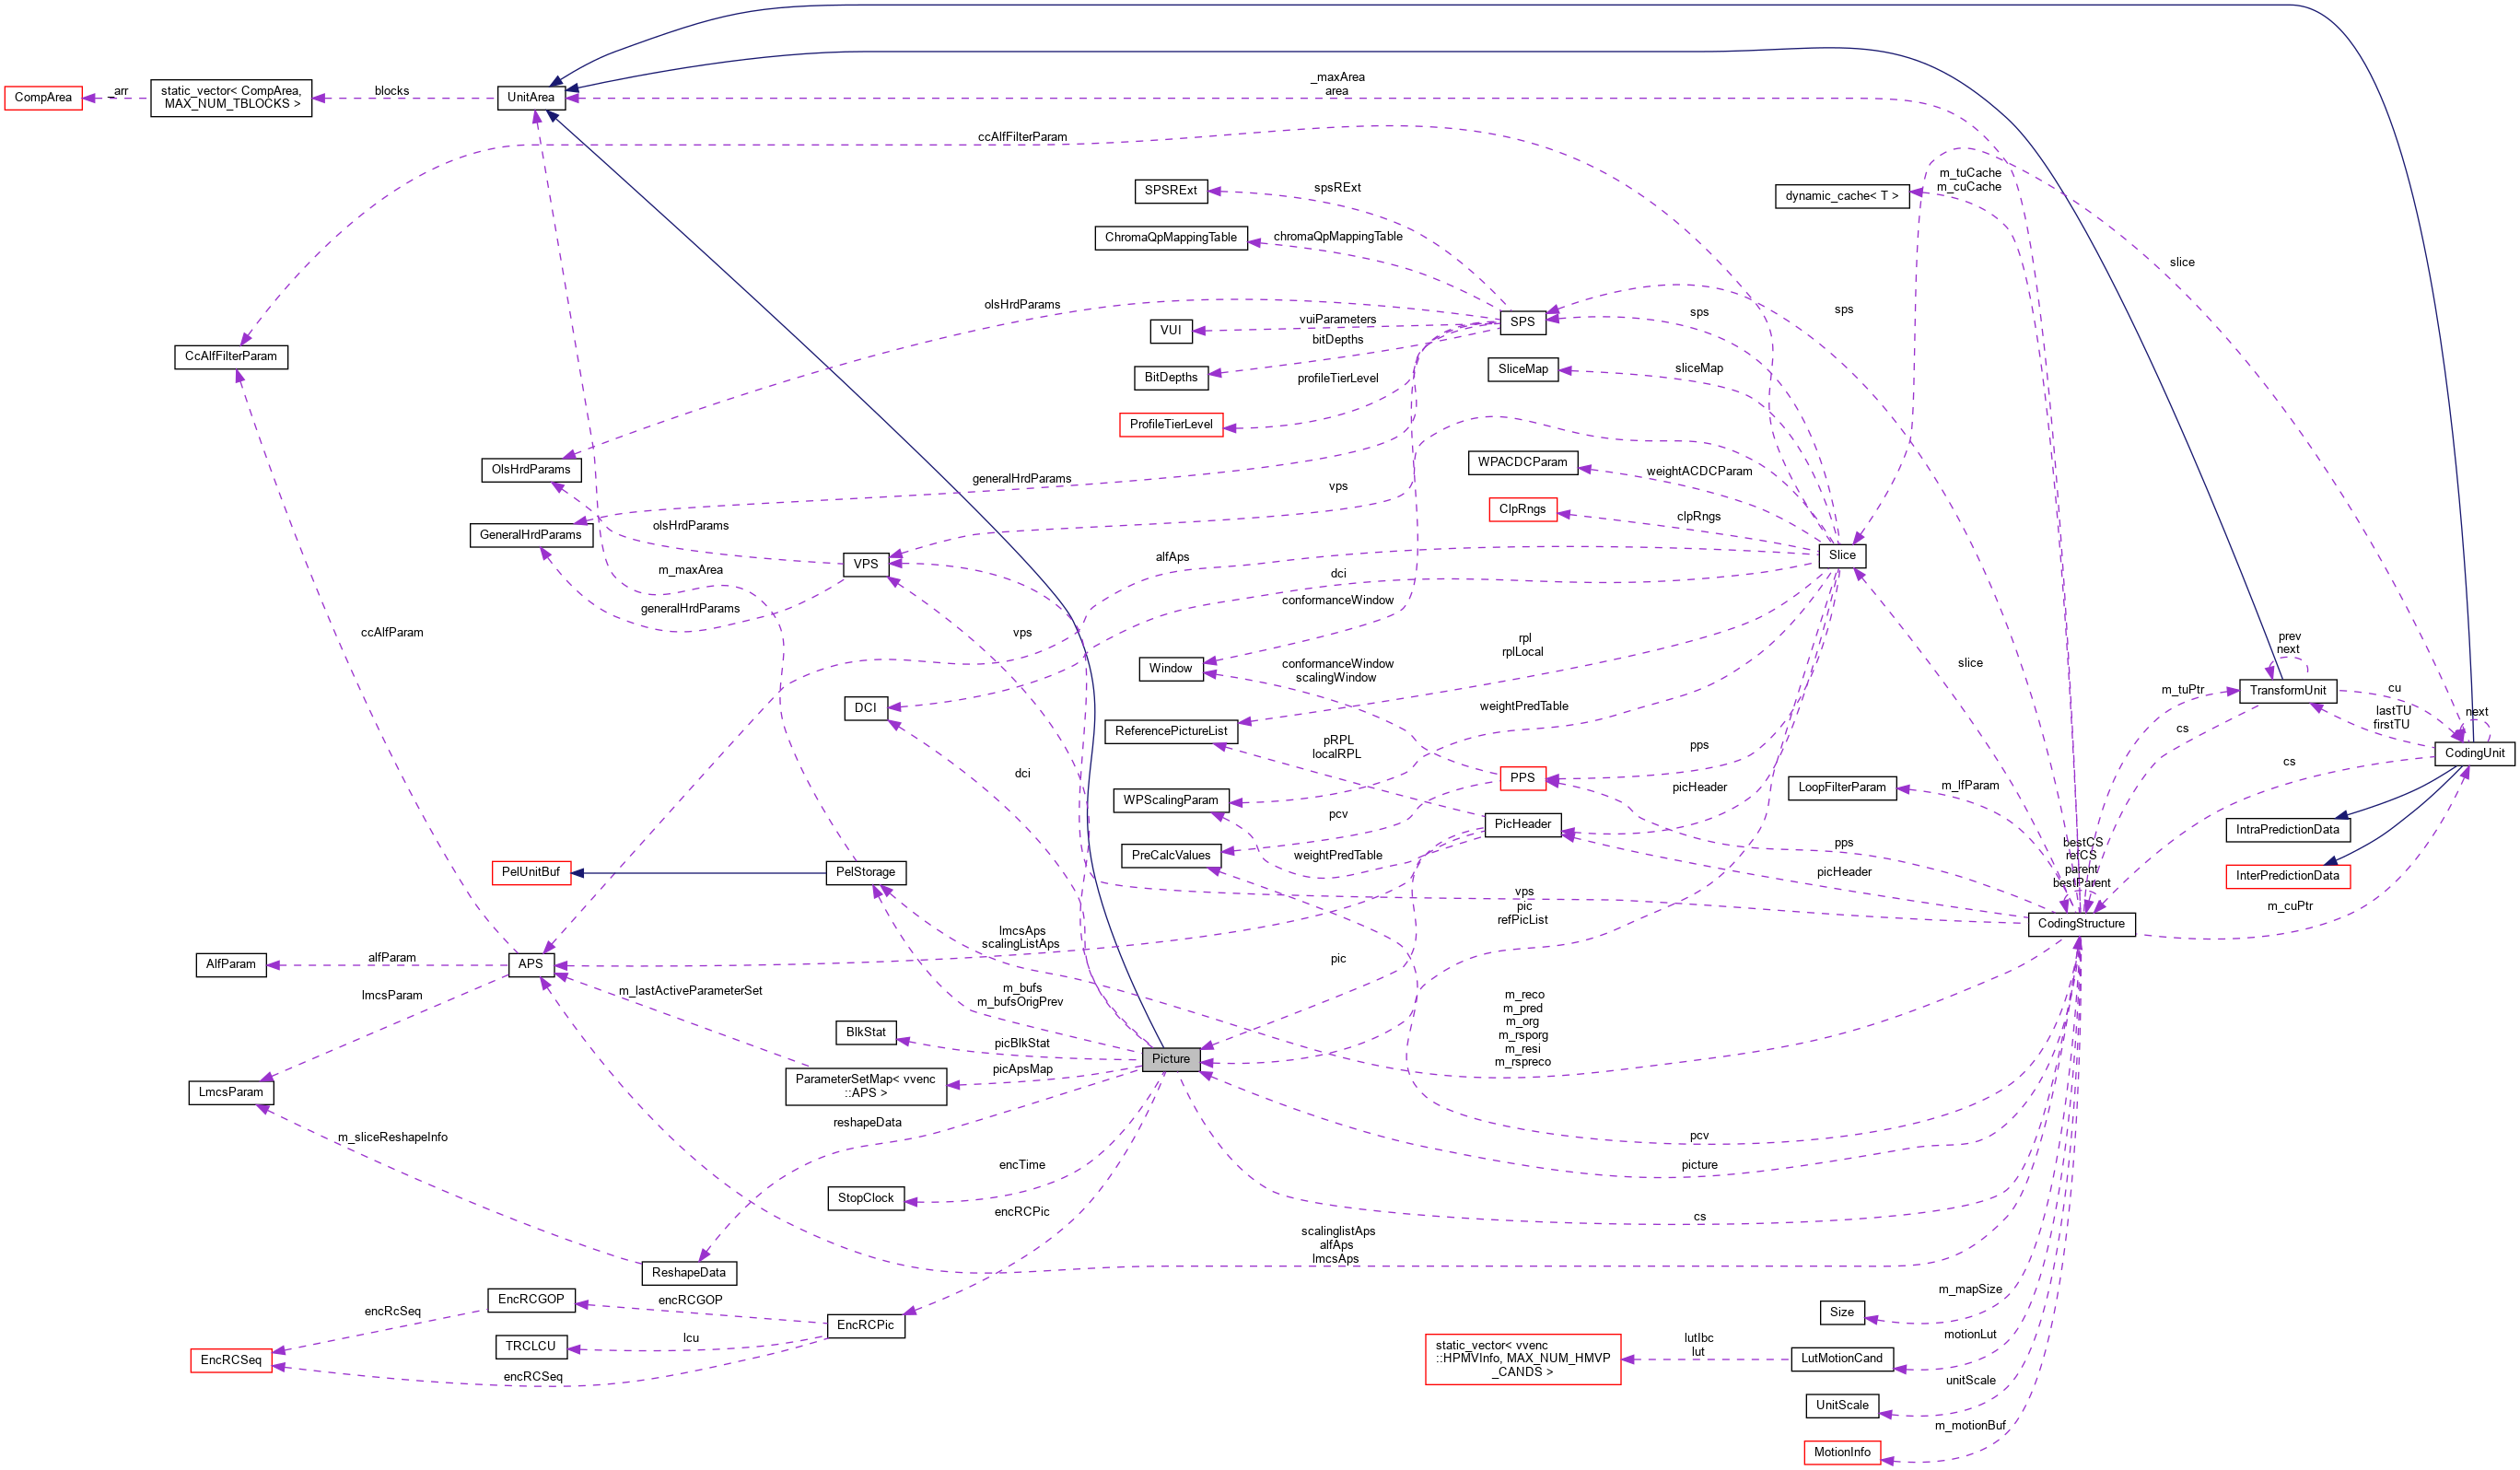 _maxArea
area
CompArea
_arr
static_vector< CompArea,
MAX_NUM_TBLOCKS >
blocks
UnitArea
ccAlfFilterParam
m_tuCache
m_cuCache
dynamic_cache< T >
SPSRExt
spsRExt
ChromaQpMappingTable
chromaQpMappingTable
slice
olsHrdParams
sps
sps
VUI
vuiParameters
SPS
bitDepths
CcAlfFilterParam
BitDepths
profileTierLevel
SliceMap
sliceMap
ProfileTierLevel
OlsHrdParams
generalHrdParams
vps
WPACDCParam
weightACDCParam
ClpRngs
clpRngs
GeneralHrdParams
olsHrdParams
VPS
alfAps
Slice
m_maxArea
dci
generalHrdParams
conformanceWindow
ccAlfParam
vps
rpl
rplLocal
Window
conformanceWindow
scalingWindow
slice
prev
next
TransformUnit
m_tuPtr
cu
DCI
weightPredTable
lastTU
firstTU
next
ReferencePictureList
pRPL
localRPL
pps
cs
CodingUnit
dci
PPS
cs
WPScalingParam
pcv
picHeader
LoopFilterParam
m_lfParam
PicHeader
IntraPredictionData
PreCalcValues
weightPredTable
pps
bestCS
refCS
parent
bestParent
PelUnitBuf
PelStorage
picHeader
InterPredictionData
vps
pic
refPicList
m_cuPtr
CodingStructure
lmcsAps
scalingListAps
AlfParam
alfParam
APS
pic
lmcsParam
m_lastActiveParameterSet
m_bufs
m_bufsOrigPrev
m_reco
m_pred
m_org
m_rsporg
m_resi
m_rspreco
BlkStat
picBlkStat
Picture
LmcsParam
ParameterSetMap< vvenc
::APS >
picApsMap
m_sliceReshapeInfo
reshapeData
pcv
encTime
picture
StopClock
encRCPic
cs
scalinglistAps
alfAps
lmcsAps
ReshapeData
EncRCGOP
encRCGOP
encRcSeq
EncRCPic
m_mapSize
Size
TRCLCU
lcu
EncRCSeq
encRCSeq
static_vector< vvenc
::HPMVInfo, MAX_NUM_HMVP
_CANDS >
lutIbc
lut
LutMotionCand
motionLut
unitScale
UnitScale
m_motionBuf
MotionInfo